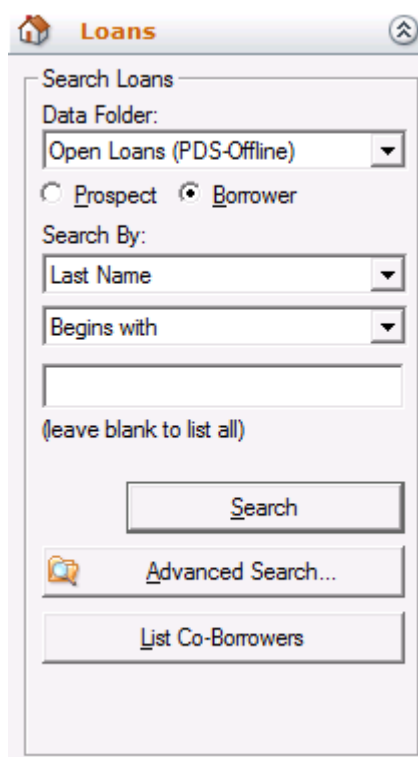 Loans
Search Loans
Data Folder:
Open Loans (PDS-Offline)
Prospect Borrower
Search By:
Last Name
Begins with
(leave blank to list all)
Search
Advanced Search...
List Co-Borrowers